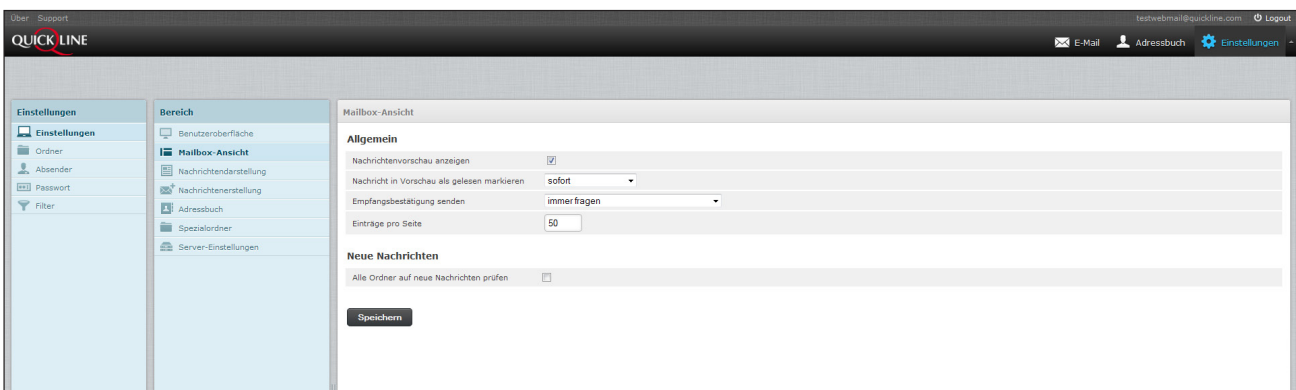 Über Support
testwebmail@quickline.com Logout
QUICKLINE
E-Mail Adressbuch Einstellungen
Einstellungen
Einstellungen
Ordner
Absender
Passwort
Filter
Bereich
Benutzeroberfläche
Mailbox-Ansicht
Nachrichtendarstellung
Nachrichtenerstellung
Adressbuch
Spezialordner
Server-Einstellungen
Mailbox-Ansicht
Allgemein
Nachrichtenvorschau anzeigen
Nachricht in Vorschau als gelesen markieren sofort
Empfangsbestätigung senden immer fragen
Einträge pro Seite 50
Neue Nachrichten
Alle Ordner auf neue Nachrichten prüfen
Speichern